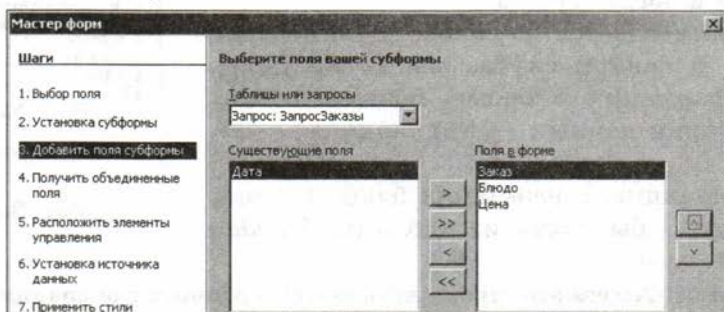 Мастер форм
Шаги
1. Выбор поля
2. Установка субформы
3. Добавить поля субформы
4. Получить объединенные
поля
5. Расположить элементы
управления
6. Установка источника
данных
7. Применить стили
Выберите поля вашей субформы
Таблицы или запросы
Запрос: ЗапросЗаказы
Существующие поля
Дата
>
>>
<
<<
Поля в форме
Заказ
Блюдо
Цена